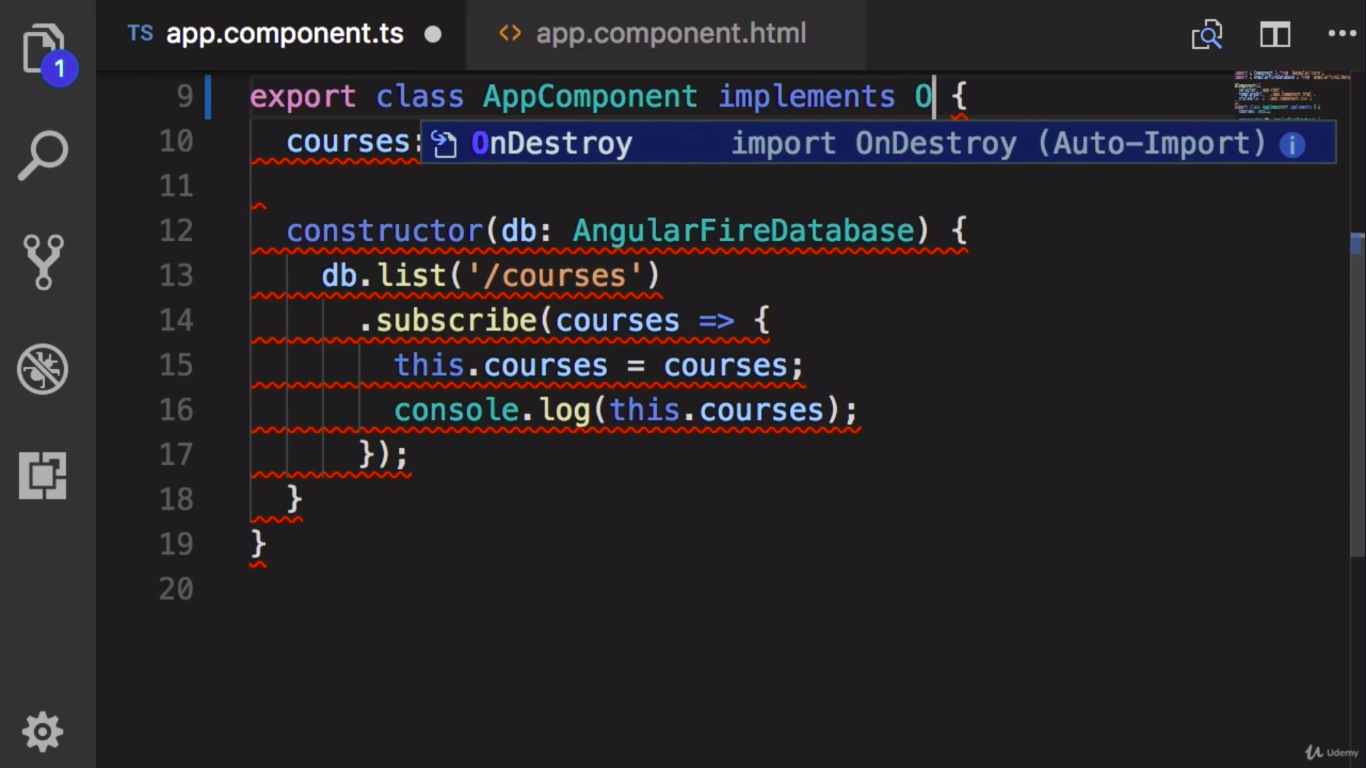 TS app.component.ts
<> app.component.html
1
9 export class AppComponent implements O {
10 courses:
OnDestroy import OnDestroy (Auto-Import)
11
12 constructor(db: AngularFireDatabase) {
13 db.list('/courses')
14 .subscribe(courses => {
15 this.courses = courses;
16 console.log(this.courses);
17 });
18 }
19 }
20
Udemy